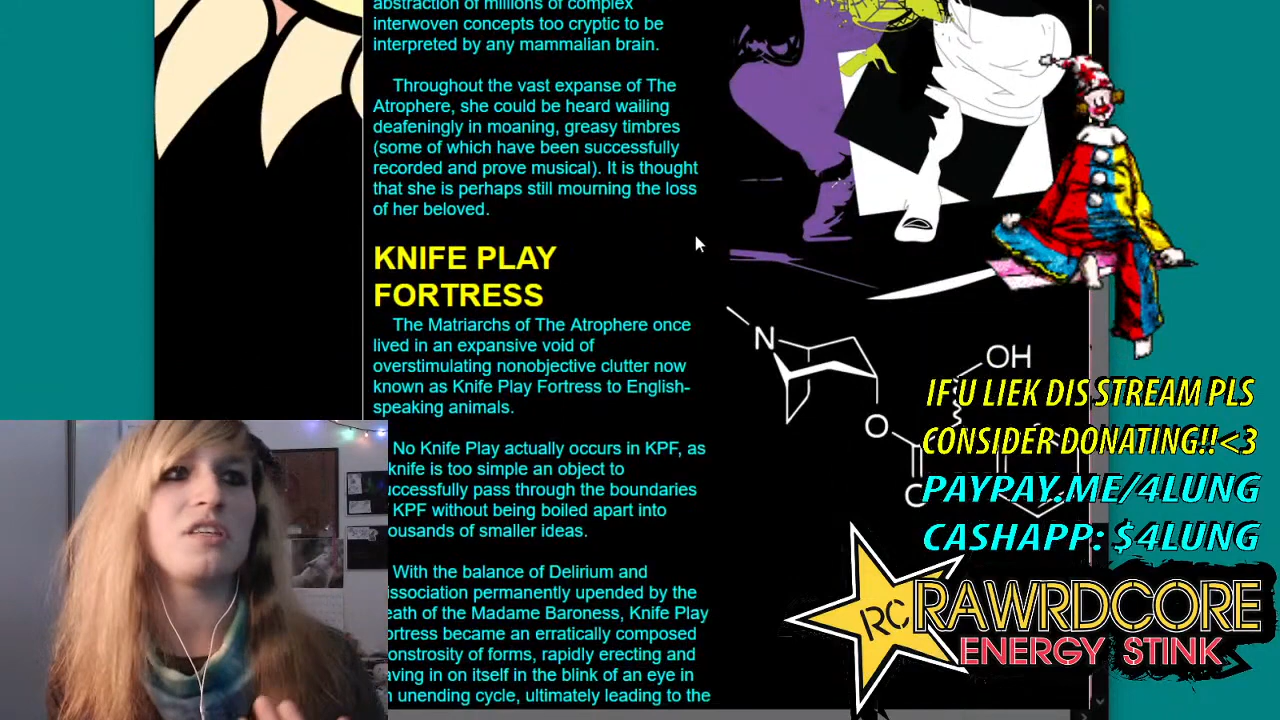 abstraction of millions of complex
interwoven concepts too cryptic to be
interpreted by any mammalian brain.
Throughout the vast expanse of The
Atrophere, she could be heard wailing
deafeningly in moaning, greasy timbres
(some of which have been successfully
recorded and prove musical). It is thought
that she is perhaps still mourning the loss
of her beloved.
KNIFE PLAY
FORTRESS
The Matriarchs of The Atrophere once
lived in an expansive void of
overstimulating nonobjective clutter now
known as Knife Play Fortress to English-
speaking animals.
No Knife Play actually occurs in KPF, as
knife is too simple an object to
uccessfully pass through the boundaries
KPF without being boiled apart into
ousands of smaller ideas.
With the balance of Delirium and
issociation permanently upended by the
eath of the Madame Baroness, Knife Play
ortress became an erratically composed
onstrosity of forms, rapidly erecting and
aving in on itself in the blink of an eye in
n unending cycle, ultimately leading to the
N
OH
O
O
IF U LIEK DIS STREAM PLS
CONSIDER DONATING!!<3
PAYPAY.ME/4LUNG
CASHAPP: $4LUNG
RC RAWRDCORE
ENERGY STINK